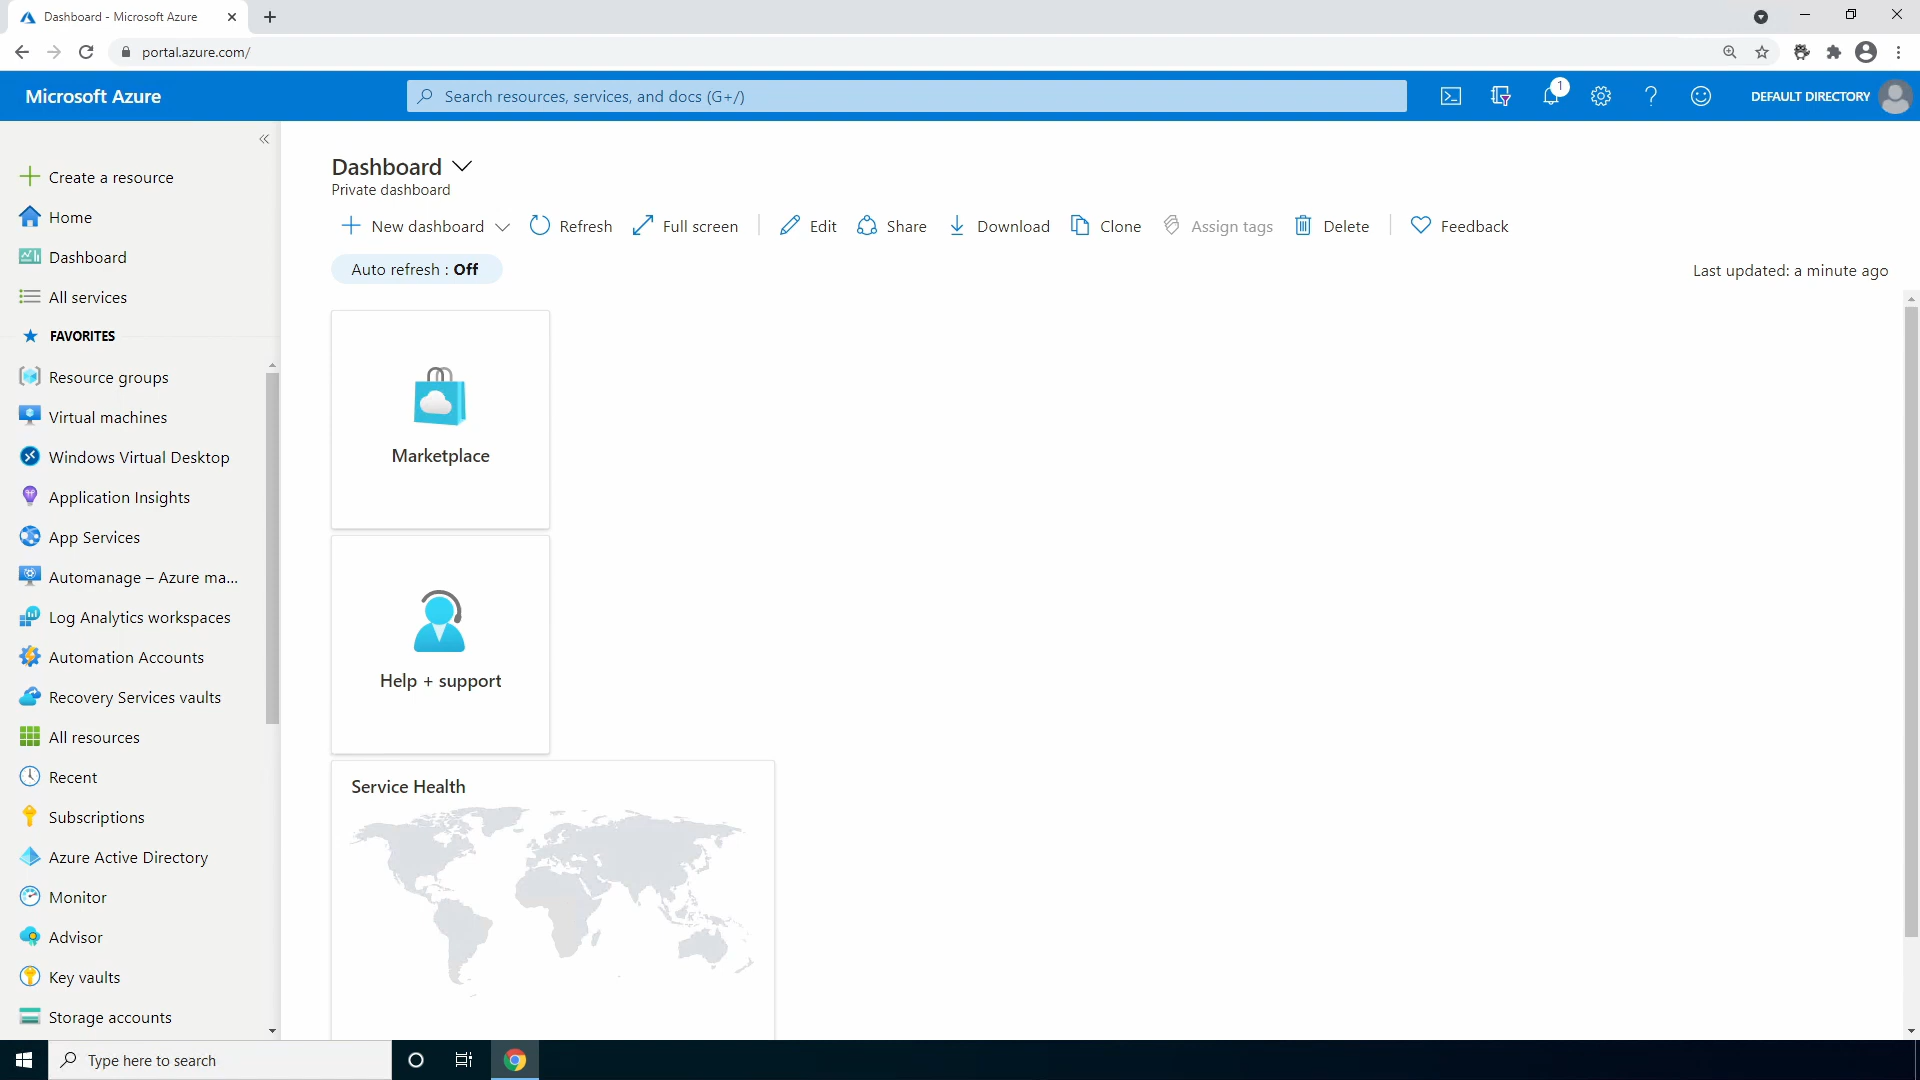 Dashboard - Microsoft Azure
portal.azure.com/
Microsoft Azure
Search resources, services, and docs (G+/)
1
DEFAULT DIRECTORY
Create a resource
Home
Dashboard
All services
FAVORITES
Resource groups
Virtual machines
Windows Virtual Desktop
Application Insights
App Services
Automanage – Azure ma...
Log Analytics workspaces
Automation Accounts
Recovery Services vaults
All resources
Recent
Subscriptions
Azure Active Directory
Monitor
Advisor
Key vaults
Storage accounts
Dashboard
Private dashboard
New dashboard
Refresh
Full screen
Edit
Share
Download
Clone
Assign tags
Delete
Feedback
Auto refresh : Off
Last updated: a minute ago
Marketplace
Help + support
Service Health
Type here to search